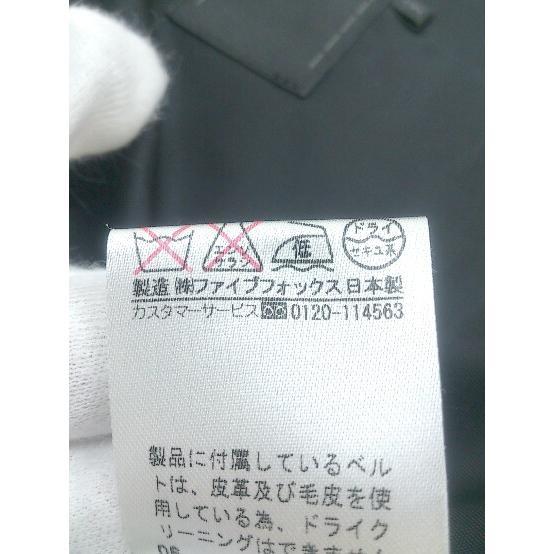 エンソ
サラシ
低
ドライ
セキユ系
製造 ㈱ファイブフォックス 日本製
カスタマーサービス 0120-114563
製品に付属しているベル
トは、皮革及び毛皮を使
用している為、ドライク
リーニングはできません